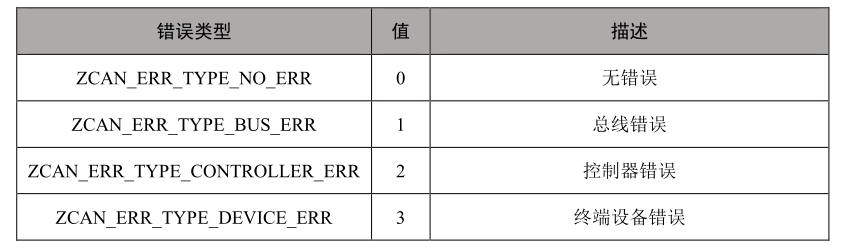 错误类型 值 描述
ZCAN_ERR_TYPE_NO_ERR 0 无错误
ZCAN_ERR_TYPE_BUS_ERR 1 总线错误
ZCAN_ERR_TYPE_CONTROLLER_ERR 2 控制器错误
ZCAN_ERR_TYPE_DEVICE_ERR 3 终端设备错误